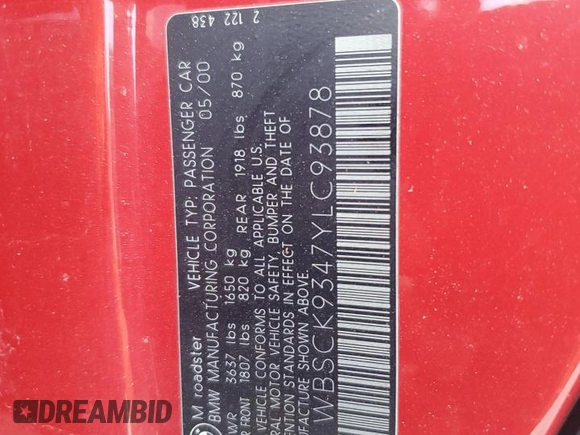 M roadster
VEHICLE TYP: PASSENGER CAR
BMW MANUFACTURING CORPORATION 05/00
WR 3637 lbs 1650 kg
R FRONT 1807 lbs 820 kg REAR 1918 lbs 870 kg
VEHICLE CONFORMS TO ALL APPLICABLE U.S.
RAL MOTOR VEHICLE SAFETY, BUMPER AND THEFT
ENTION STANDARDS IN EFFECT ON THE DATE OF
UFACTURE SHOWN ABOVE.
WBSCK9347YLC93878
2 122 438
DREAMBID